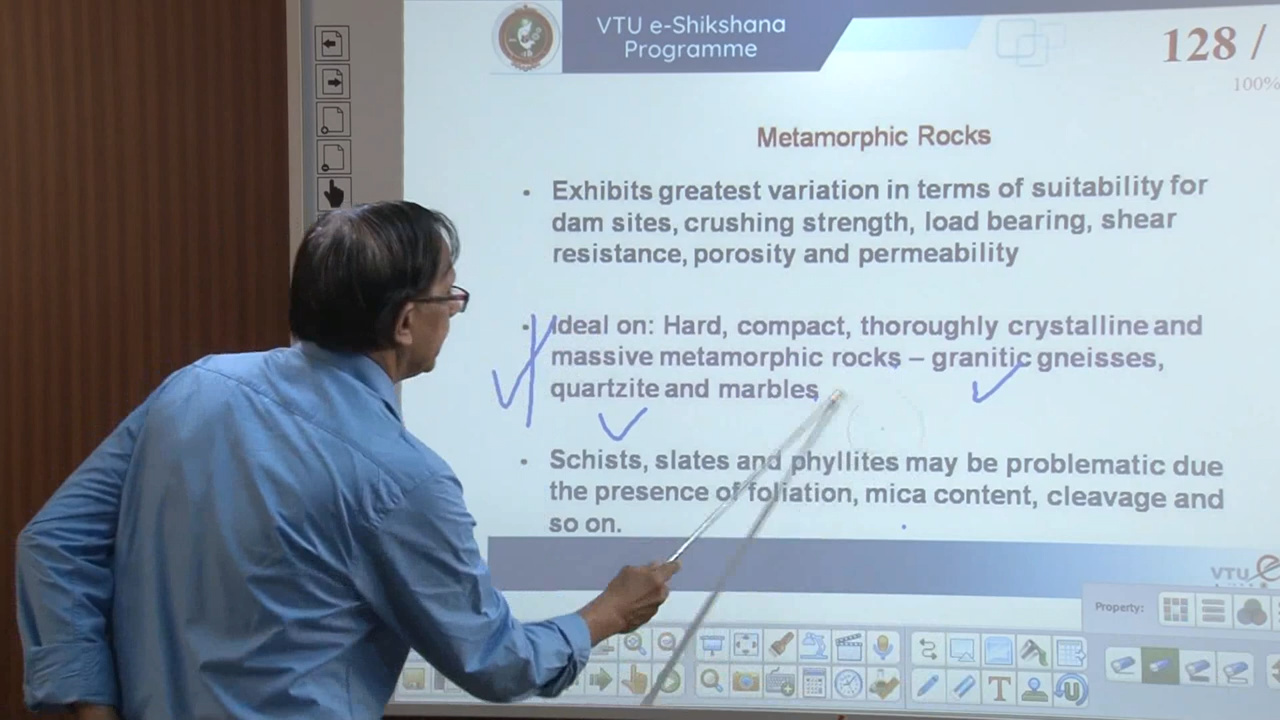 VTU e-Shikshana
Programme
128 /
100%
Metamorphic Rocks
• Exhibits greatest variation in terms of suitability for
dam sites, crushing strength, load bearing, shear
resistance, porosity and permeability
• Ideal on: Hard, compact, thoroughly crystalline and
massive metamorphic rocks – granitic gneisses,
quartzite and marbles
• Schists, slates and phyllites may be problematic due
the presence of foliation, mica content, cleavage and
so on.
VTU e
Property: